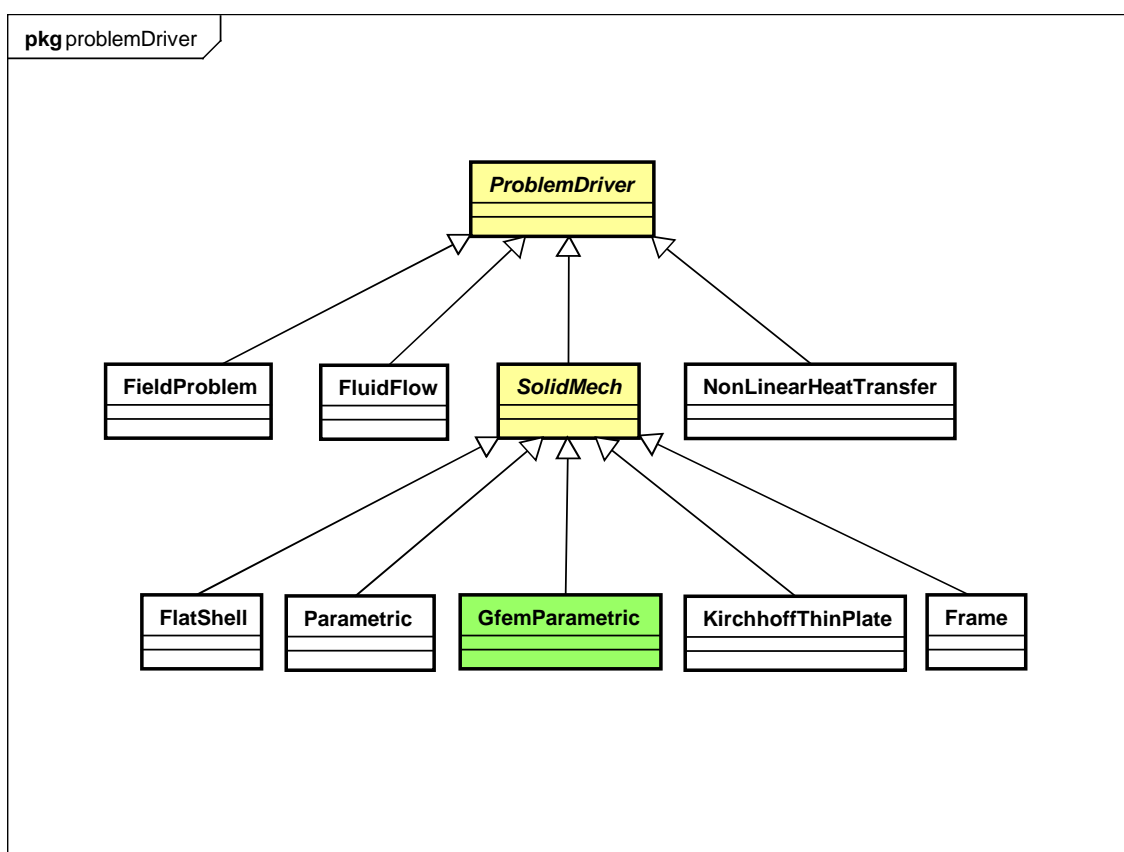 pkg problemDriver
ProblemDriver
FieldProblem
FluidFlow
SolidMech
NonLinearHeatTransfer
FlatShell
Parametric
GfemParametric
KirchhoffThinPlate
Frame